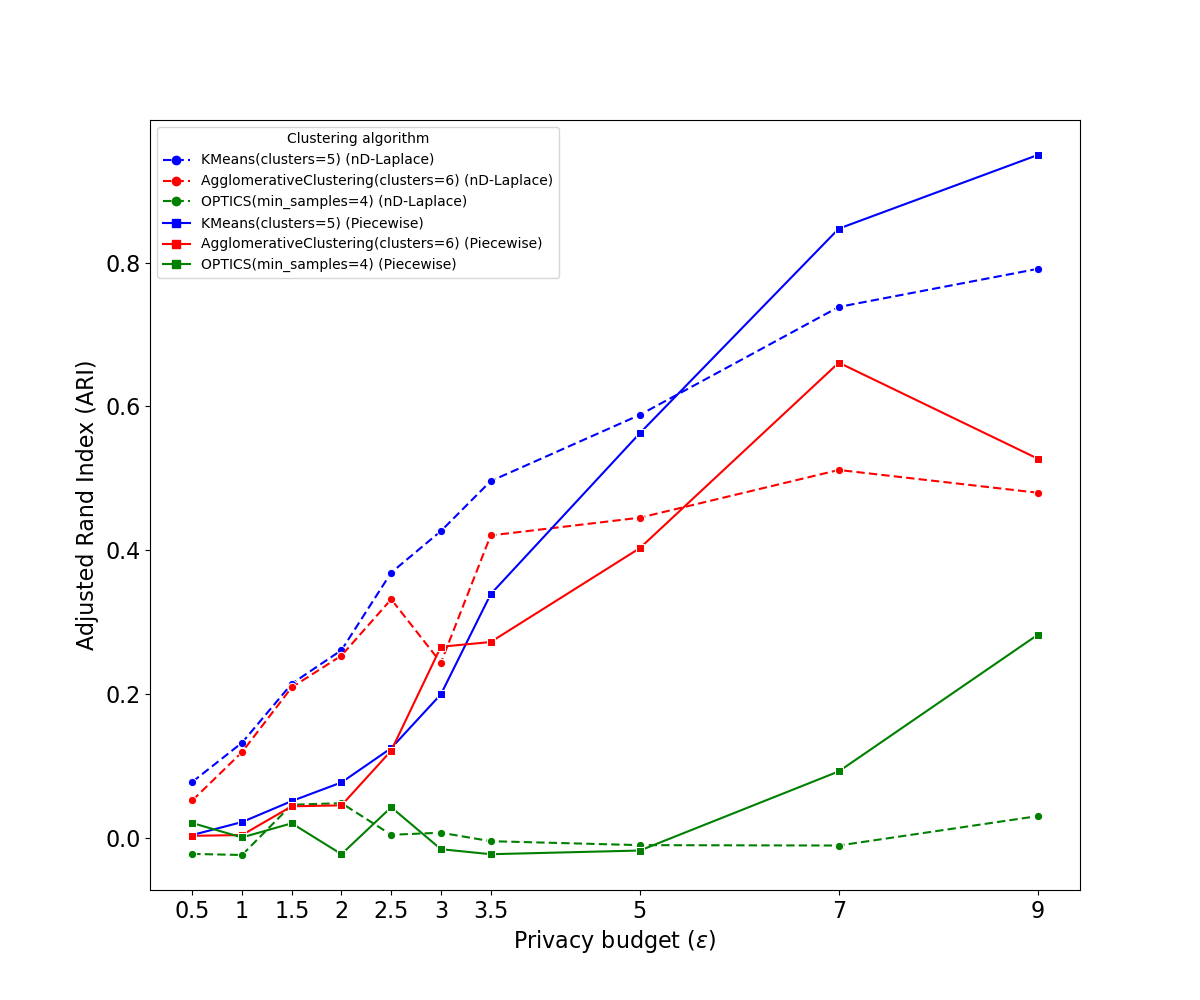 Clustering algorithm
KMeans(clusters=5) (nD-Laplace)
AgglomerativeClustering(clusters=6) (nD-Laplace)
OPTICS(min_samples=4) (nD-Laplace)
KMeans(clusters=5) (Piecewise)
AgglomerativeClustering(clusters=6) (Piecewise)
OPTICS(min_samples=4) (Piecewise)
Adjusted Rand Index (ARI)
0.8
0.6
0.4
0.2
0.0
0.5 1 1.5 2 2.5 3 3.5 5 7 9
Privacy budget (ε)